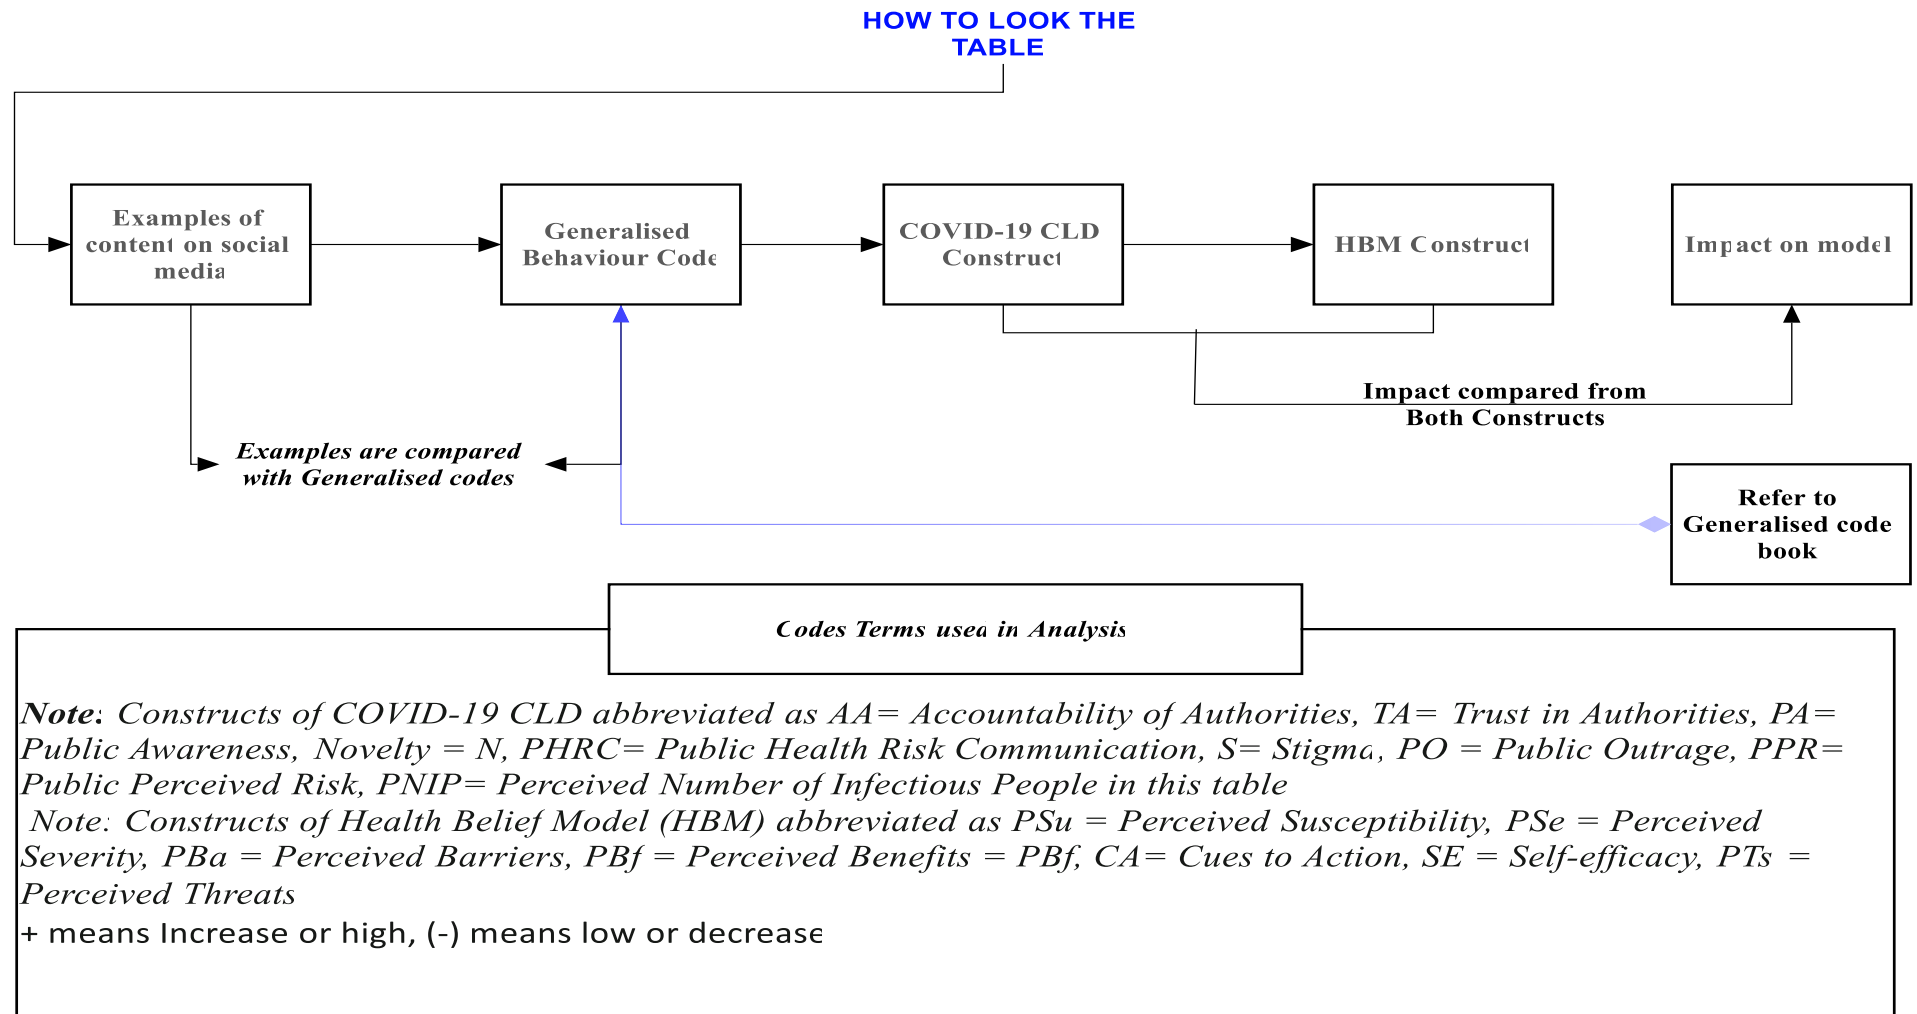 HOW TO LOOK THE
TABLE
Examples of
content on social
media
Generalised
Behaviour Code
COVID-19 CLD
Construct
HBM Construct
Impact on model
Impact compared from
Both Constructs
Examples are compared
with Generalised codes
Refer to
Generalised code
book
Codes Terms used in Analysis
Note: Constructs of COVID-19 CLD abbreviated as AA= Accountability of Authorities, TA= Trust in Authorities, PA=
Public Awareness, Novelty = N, PHRC= Public Health Risk Communication, S= Stigma, PO = Public Outrage, PPR=
Public Perceived Risk, PNIP= Perceived Number of Infectious People in this table
Note: Constructs of Health Belief Model (HBM) abbreviated as PSu = Perceived Susceptibility, PSe = Perceived
Severity, PBa = Perceived Barriers, PBf = Perceived Benefits = PBf, CA= Cues to Action, SE = Self-efficacy, PTs =
Perceived Threats
+ means Increase or high, (-) means low or decrease